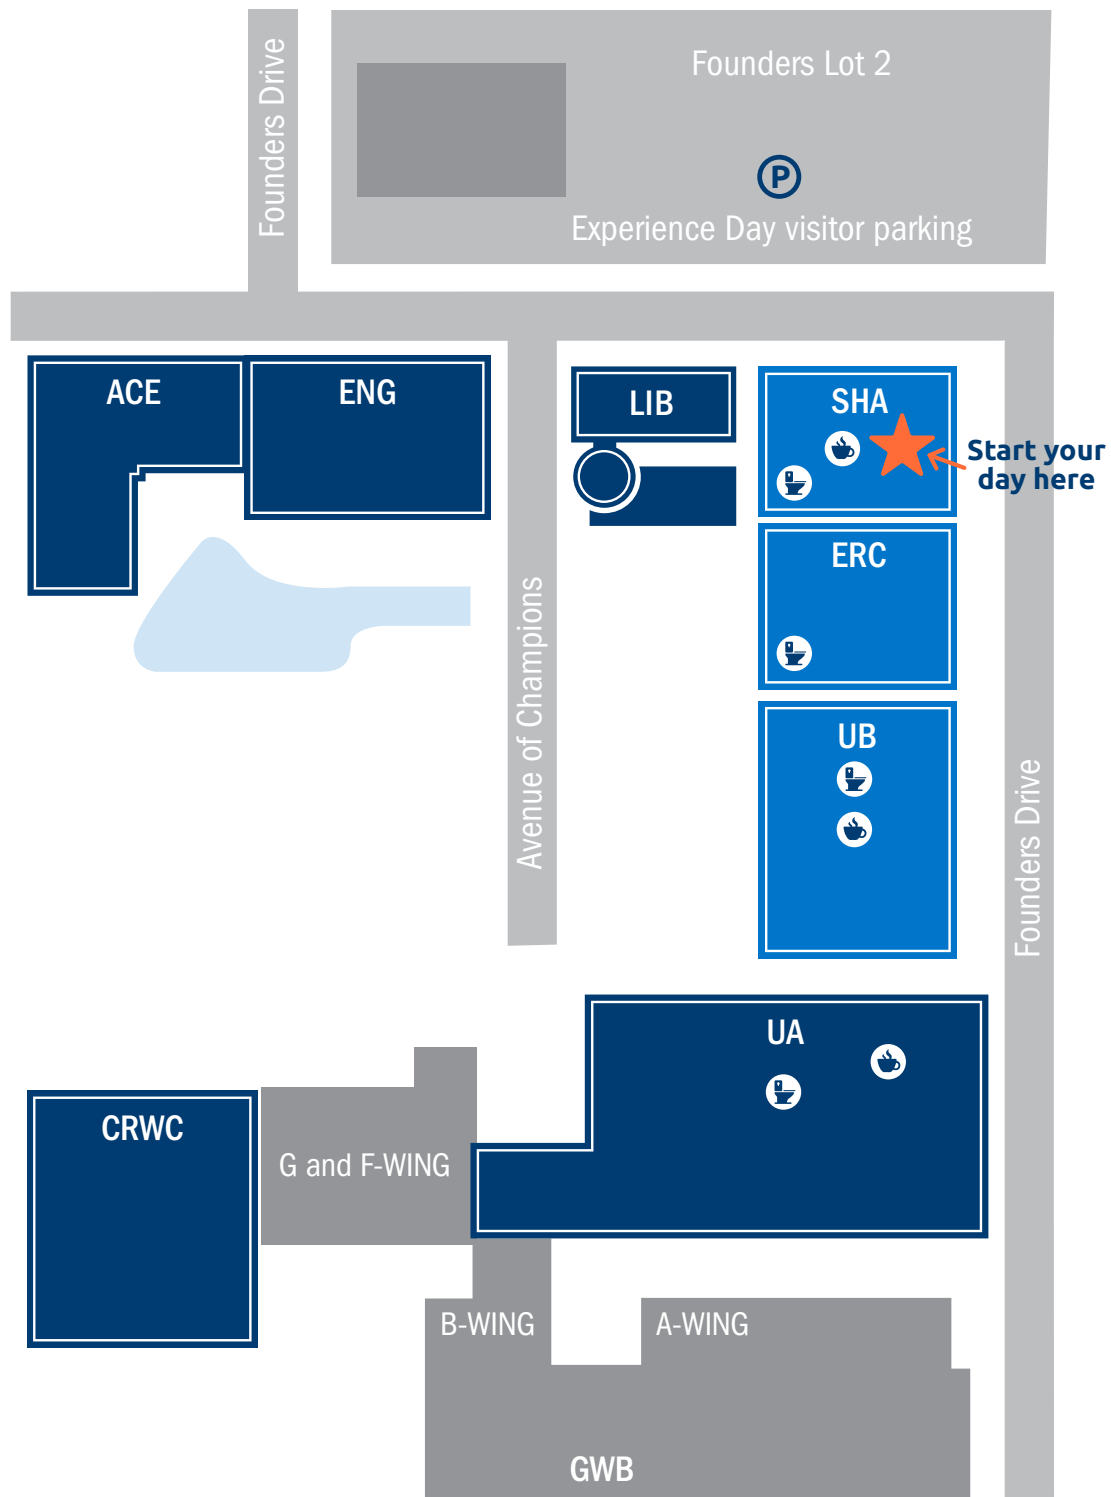 Founders Drive
Founders Lot 2
P
Experience Day visitor parking
ACE
ENG
LIB
SHA
Start your
day here
ERC
Avenue of Champions
UB
Founders Drive
UA
CRWC
G and F-WING
B-WING
A-WING
GWB